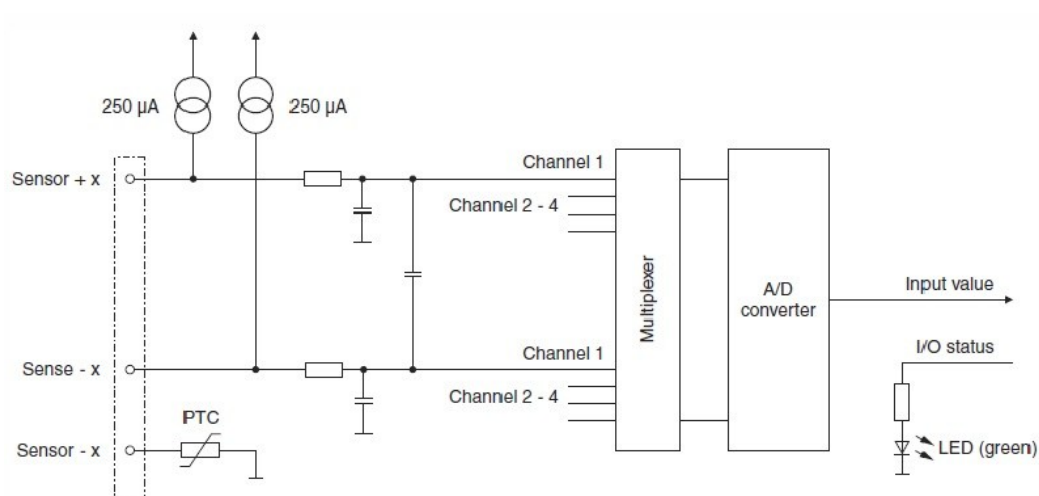 250 µA
250 µA
Sensor + x
Channel 1
Channel 2 - 4
Multiplexer
A/D
converter
Input value
I/O status
Sense - x
Channel 1
Channel 2 - 4
PTC
Sensor - x
LED (green)